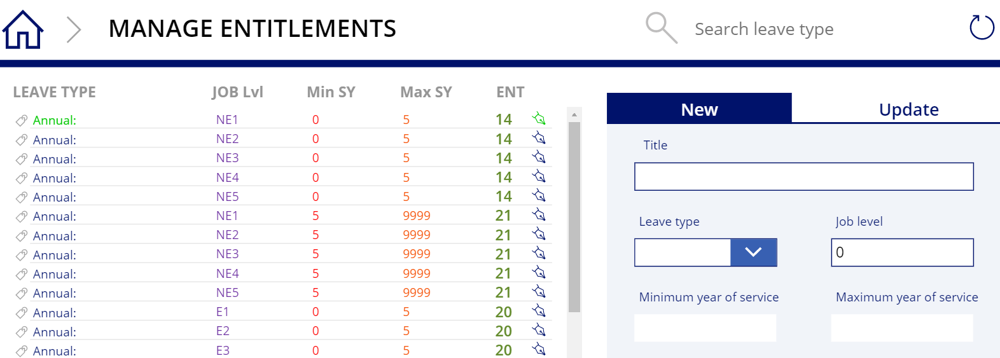 MANAGE ENTITLEMENTS
Search leave type
LEAVE TYPE JOB Lvl Min SY Max SY ENT
Annual: NE1 0 5 14
Annual: NE2 0 5 14
Annual: NE3 0 5 14
Annual: NE4 0 5 14
Annual: NE5 0 5 14
Annual: NE1 5 9999 21
Annual: NE2 5 9999 21
Annual: NE3 5 9999 21
Annual: NE4 5 9999 21
Annual: NE5 5 9999 21
Annual: E1 0 5 20
Annual: E2 0 5 20
Annual: E3 0 5 20
New Update
Title
Leave type Job level
0
Minimum year of service Maximum year of service